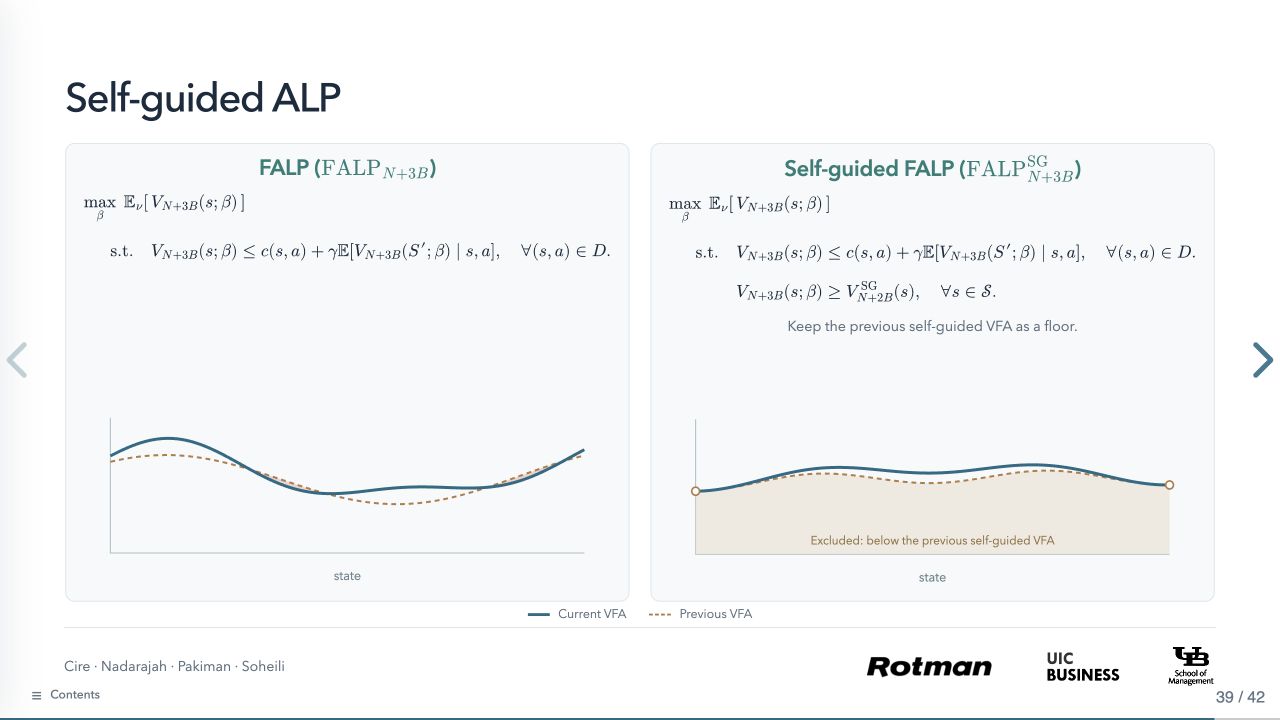 Self-guided ALP
FALP (FALP_{N+3B})
max_β 𝔼_ν[V_{N+3B}(s; β)]
s.t. V_{N+3B}(s; β) ≤ c(s, a) + γ𝔼[V_{N+3B}(S′; β) | s, a], ∀(s, a) ∈ D.
state
Self-guided FALP (FALP^{SG}_{N+3B})
max_β 𝔼_ν[V_{N+3B}(s; β)]
s.t. V_{N+3B}(s; β) ≤ c(s, a) + γ𝔼[V_{N+3B}(S′; β) | s, a], ∀(s, a) ∈ D.
V_{N+3B}(s; β) ≥ V^{SG}_{N+2B}(s), ∀s ∈ 𝒮.
Keep the previous self-guided VFA as a floor.
Excluded: below the previous self-guided VFA
state
Current VFA
Previous VFA
Cire · Nadarajah · Pakiman · Soheili
Rotman
UIC
BUSINESS
UB
School of
Management
☰ Contents
39 / 42